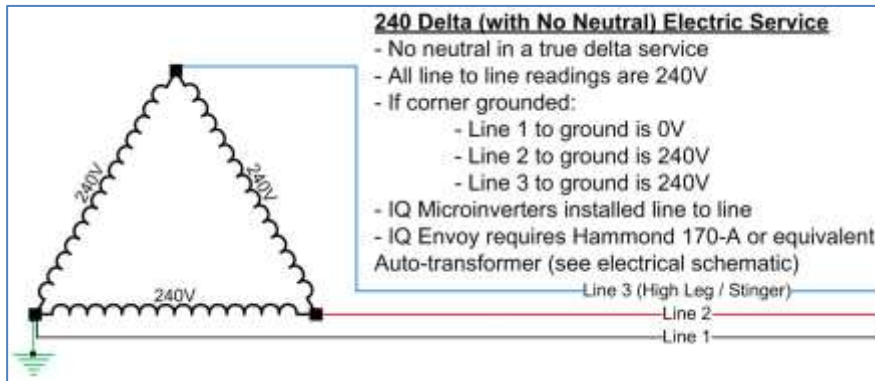 240 Delta (with No Neutral) Electric Service
- No neutral in a true delta service
- All line to line readings are 240V
- If corner grounded:
- Line 1 to ground is 0V
- Line 2 to ground is 240V
- Line 3 to ground is 240V
- IQ Microinverters installed line to line
- IQ Envoy requires Hammond 170-A or equivalent
Auto-transformer (see electrical schematic)
240V
240V
240V
Line 3 (High Leg / Stinger)
Line 2
Line 1